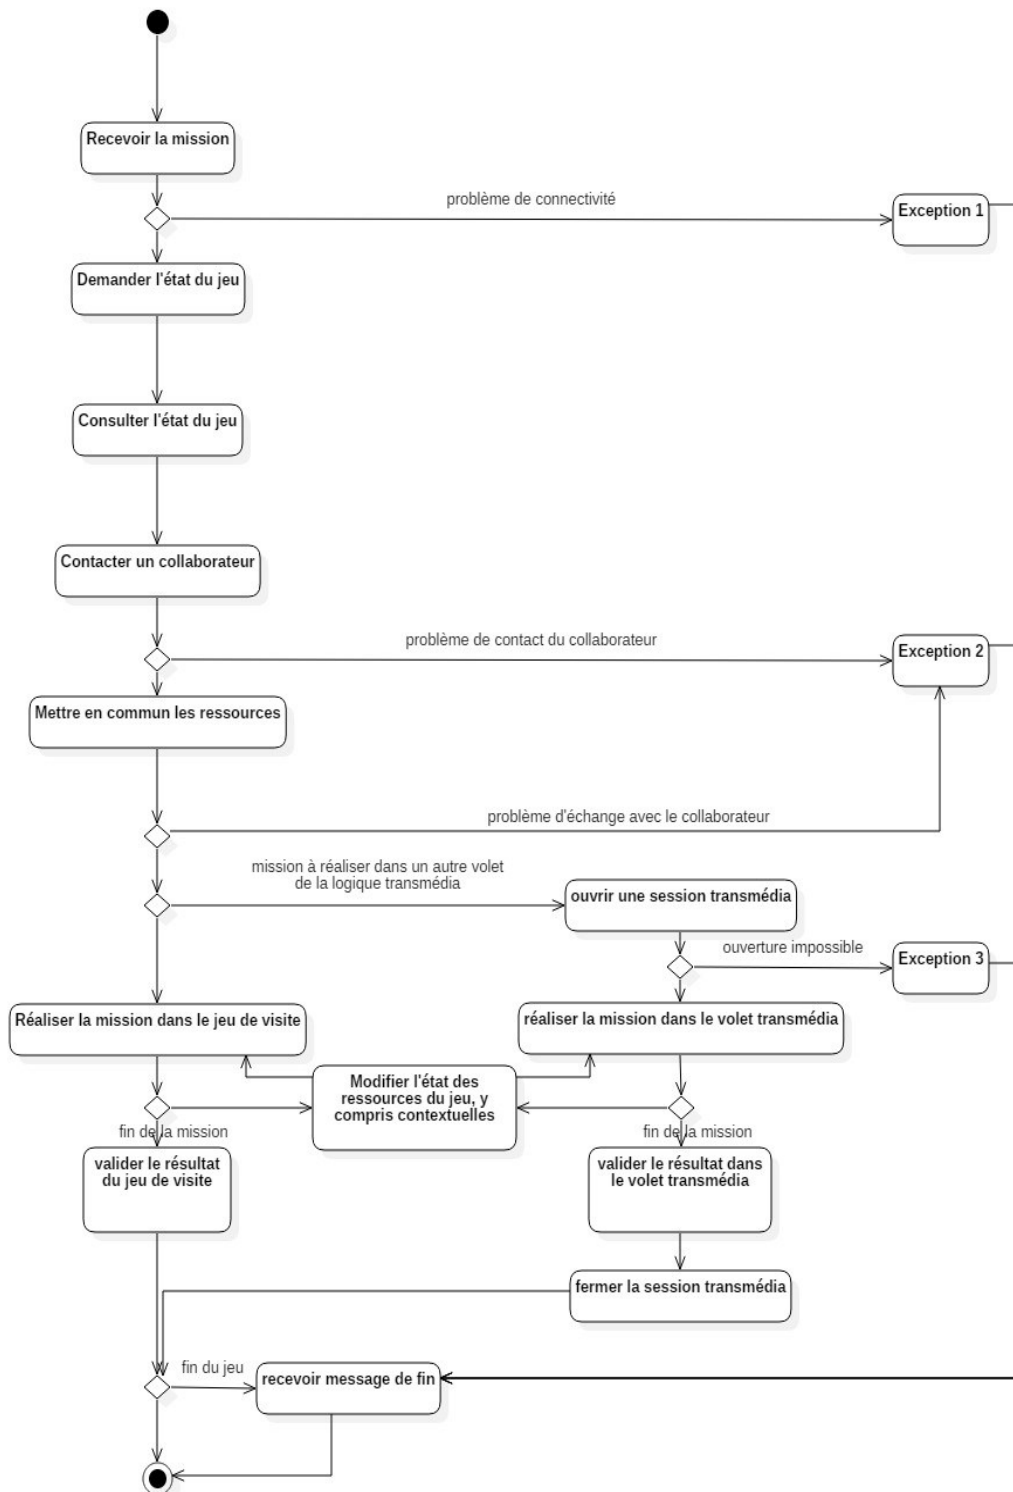 Recevoir la mission
problème de connectivité
Exception 1
Demander l'état du jeu
Consulter l'état du jeu
Contacter un collaborateur
problème de contact du collaborateur
Exception 2
Mettre en commun les ressources
problème d'échange avec le collaborateur
mission à réaliser dans un autre volet
de la logique transmédia
ouvrir une session transmédia
ouverture impossible
Exception 3
Réaliser la mission dans le jeu de visite
réaliser la mission dans le volet transmédia
Modifier l'état des
ressources du jeu, y
compris contextuelles
fin de la mission
fin de la mission
valider le résultat
du jeu de visite
valider le résultat dans
le volet transmédia
fermer la session transmédia
fin du jeu
recevoir message de fin